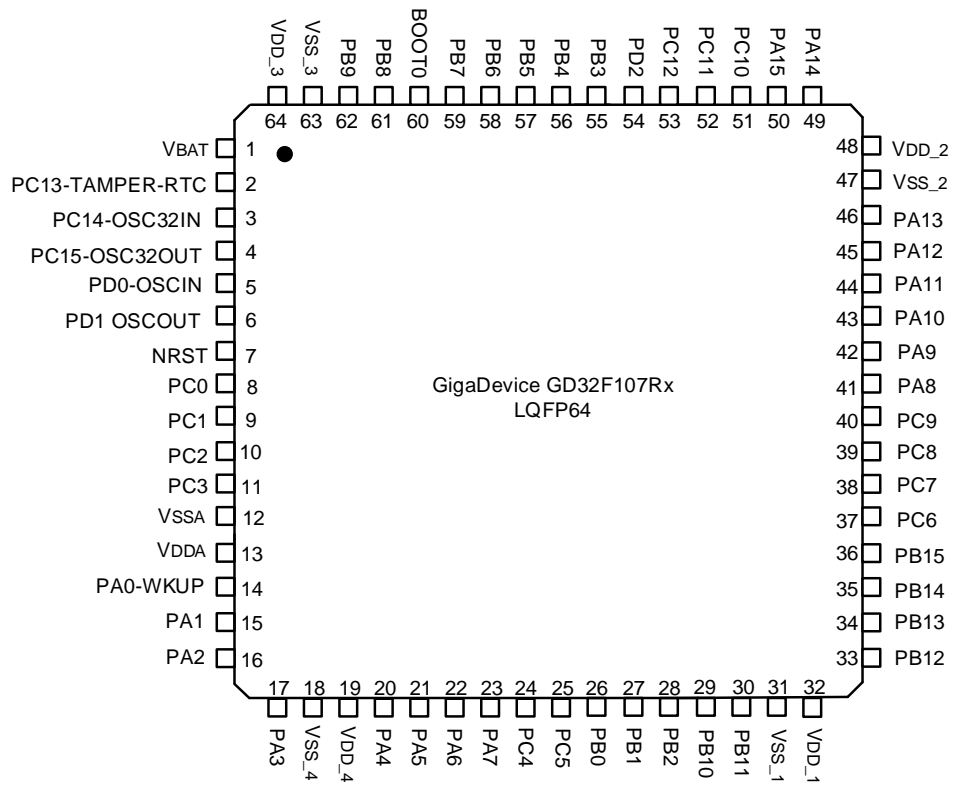 VDD_3
VSS_3
PB9
PB8
BOOT0
PB7
PB6
PB5
PB4
PB3
PD2
PC12
PC11
PC10
PA15
PA14
64
63
62
61
60
59
58
57
56
55
54
53
52
51
50
49
VBAT
1
PC13-TAMPER-RTC
2
PC14-OSC32IN
3
PC15-OSC32OUT
4
PD0-OSCIN
5
PD1 OSCOUT
6
NRST
7
PC0
8
PC1
9
PC2
10
PC3
11
VSSA
12
VDDA
13
PA0-WKUP
14
PA1
15
PA2
16
GigaDevice GD32F107Rx
LQFP64
48
VDD_2
47
VSS_2
46
PA13
45
PA12
44
PA11
43
PA10
42
PA9
41
PA8
40
PC9
39
PC8
38
PC7
37
PC6
36
PB15
35
PB14
34
PB13
33
PB12
17
18
19
20
21
22
23
24
25
26
27
28
29
30
31
32
PA3
VSS_4
VDD_4
PA4
PA5
PA6
PA7
PC4
PC5
PB0
PB1
PB2
PB10
PB11
VSS_1
VDD_1